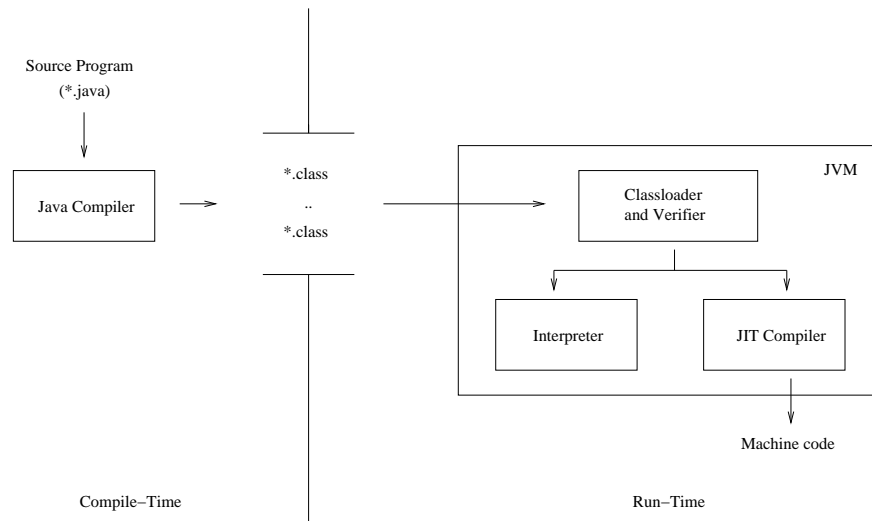 Source Program
(*.java)
Java Compiler
*.class
..
*.class
JVM
Classloader
and Verifier
Interpreter
JIT Compiler
Machine code
Compile–Time
Run–Time